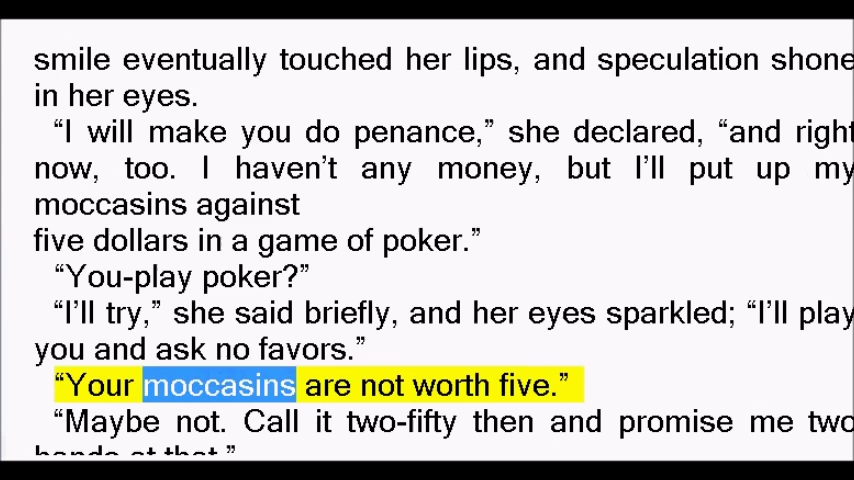 smile eventually touched her lips, and speculation shone
in her eyes.
“I will make you do penance,” she declared, “and right
now, too. I haven’t any money, but I’ll put up my
moccasins against
five dollars in a game of poker.”
“You-play poker?”
“I’ll try,” she said briefly, and her eyes sparkled; “I’ll play
you and ask no favors.”
“Your moccasins are not worth five.”
“Maybe not. Call it two-fifty then and promise me two
hands at that.”